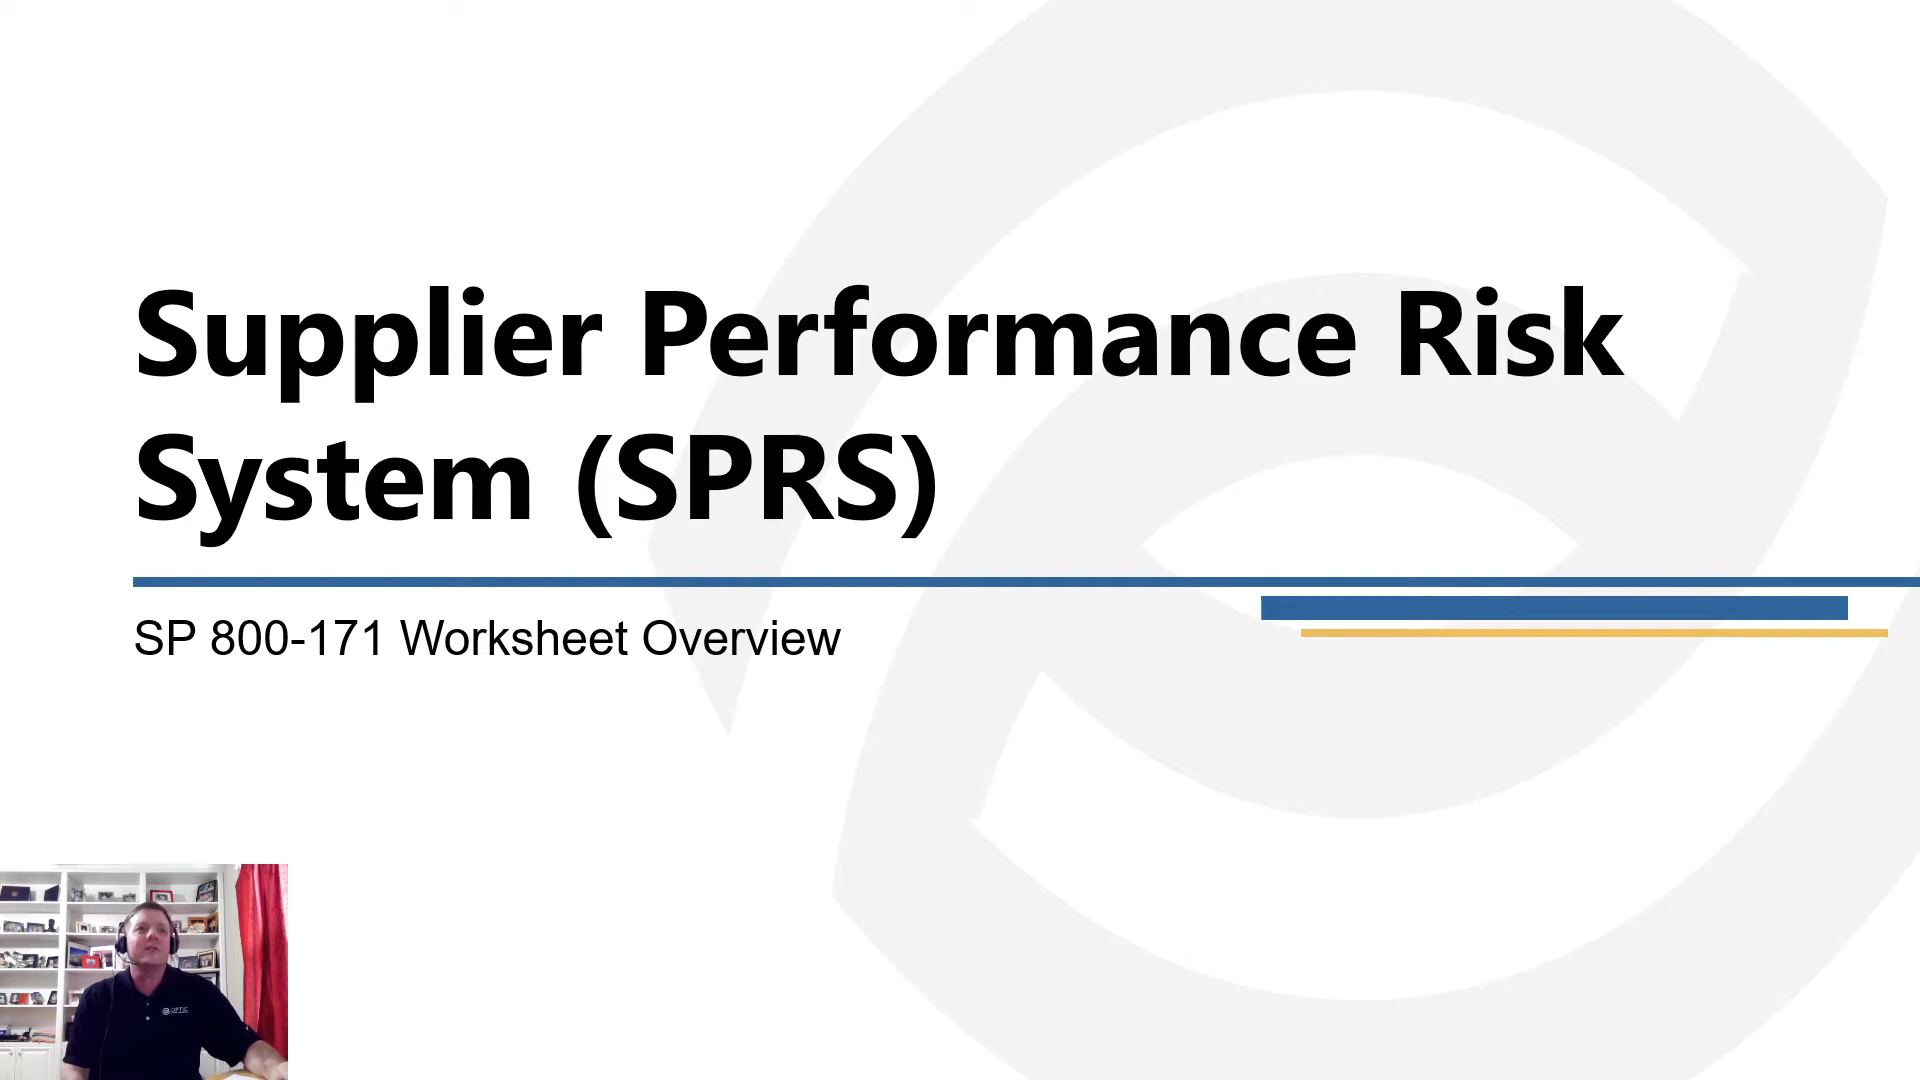 Supplier Performance Risk
System (SPRS)
SP 800-171 Worksheet Overview